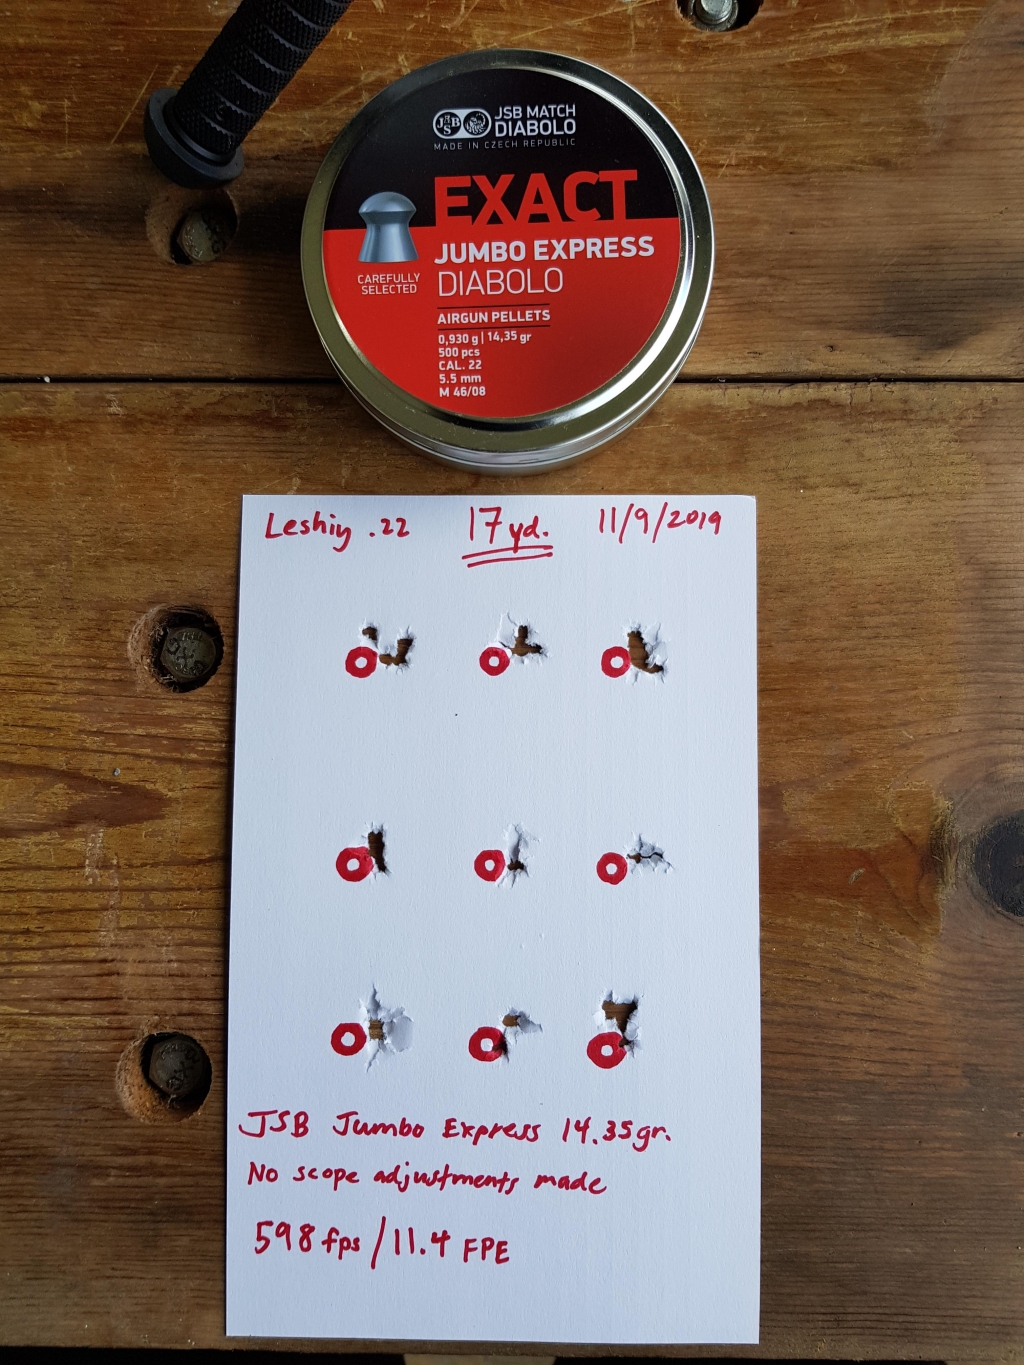 JSB
JSB MATCH
DIABOLO
MADE IN CZECH REPUBLIC
EXACT
JUMBO EXPRESS
DIABOLO
CAREFULLY
SELECTED
AIRGUN PELLETS
0,930 g | 14,35 gr
500 pcs
CAL. 22
5.5 mm
M 46/08
Leshiy .22 17yd. 11/9/2019
JSB Jumbo Express 14.35gr.
No scope adjustments made
598 fps / 11.4 FPE